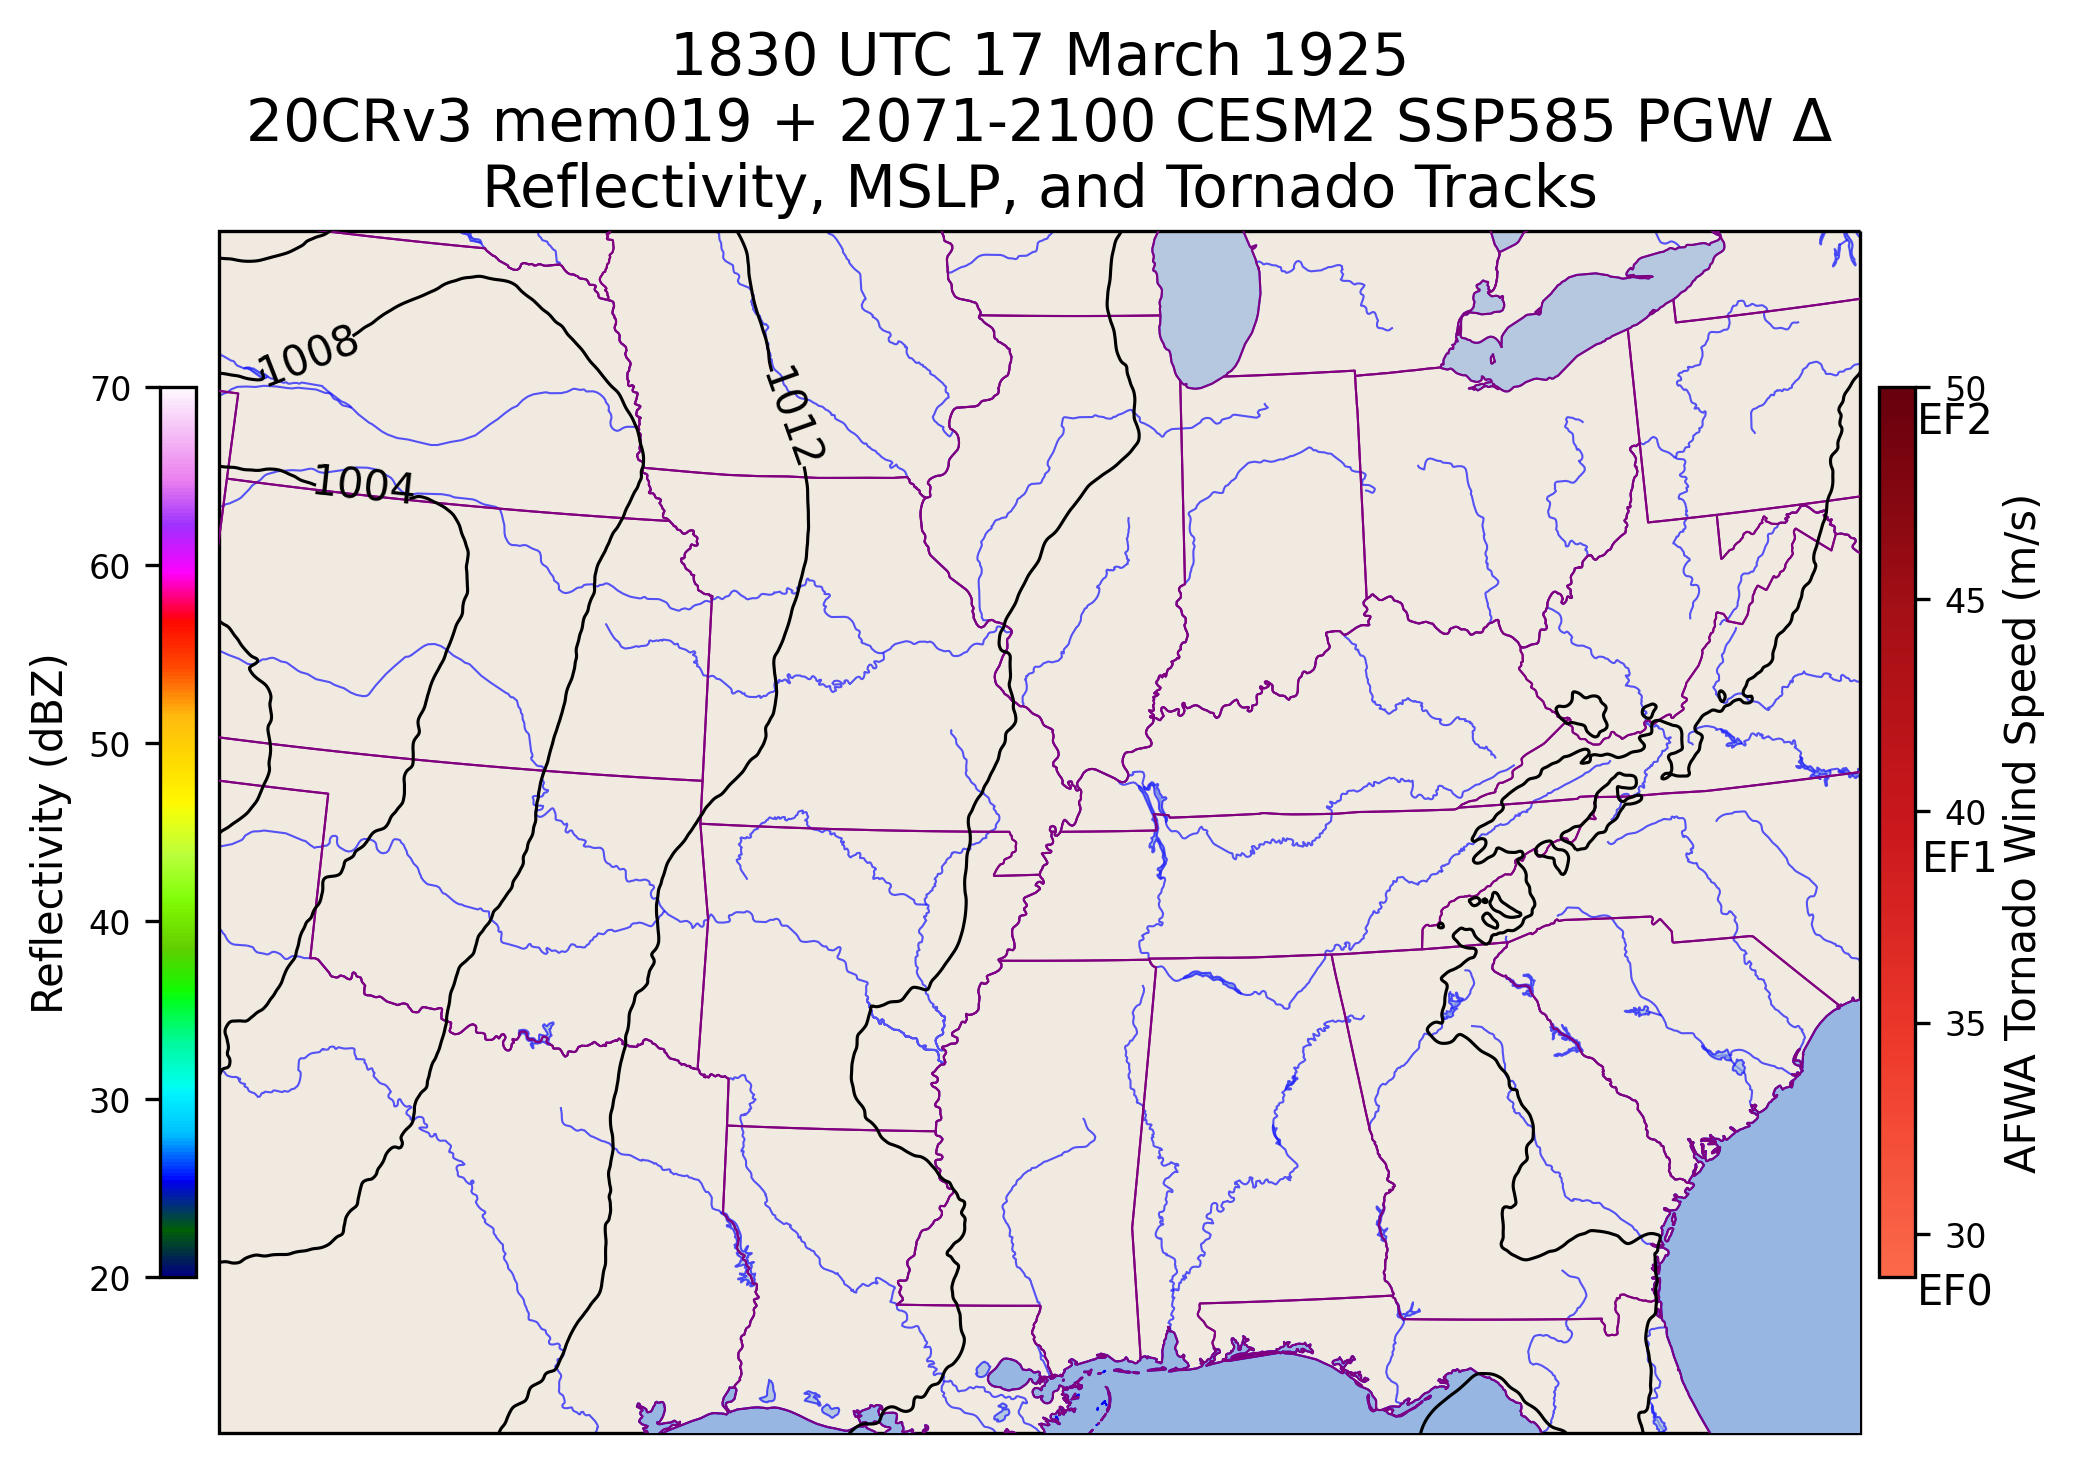 1830 UTC 17 March 1925
20CRv3 mem019 + 2071-2100 CESM2 SSP585 PGW Δ
Reflectivity, MSLP, and Tornado Tracks
1008
1012
1004
70
60
50
40
30
20
Reflectivity (dBZ)
50
EF2
45
40
EF1
35
30
EF0
AFWA Tornado Wind Speed (m/s)